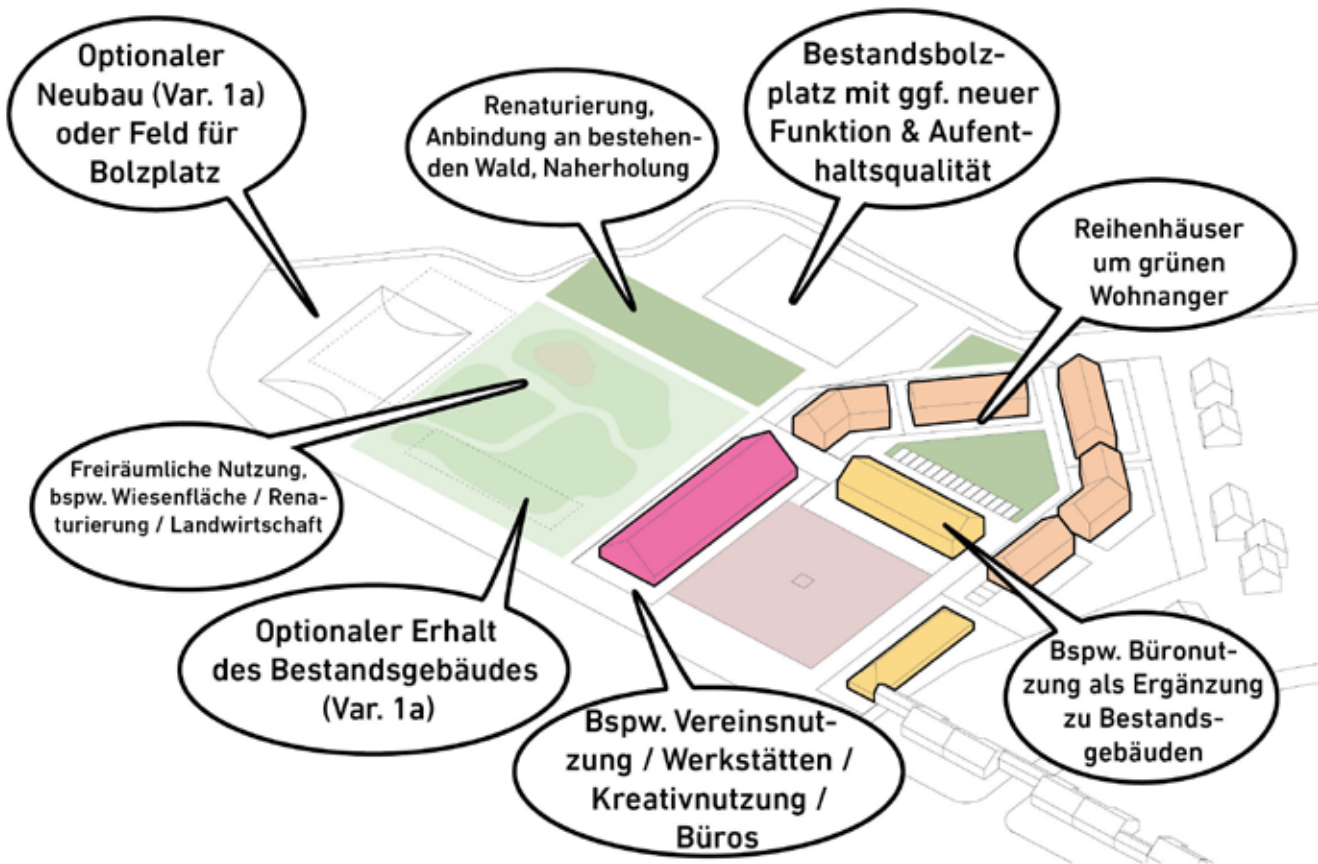 Optionaler
Neubau (Var. 1a)
oder Feld für
Bolzplatz
Renaturierung,
Anbindung an bestehen-
den Wald, Naherholung
Bestandsbolz-
platz mit ggf. neuer
Funktion & Aufent-
haltsqualität
Reihenhäuser
um grünen
Wohnanger
Freiräumliche Nutzung,
bspw. Wiesenfläche / Rena-
turierung / Landwirtschaft
Optionaler Erhalt
des Bestandsgebäudes
(Var. 1a)
Bspw. Vereinsnut-
zung / Werkstätten /
Kreativnutzung /
Büros
Bspw. Büronut-
zung als Ergänzung
zu Bestands-
gebäuden